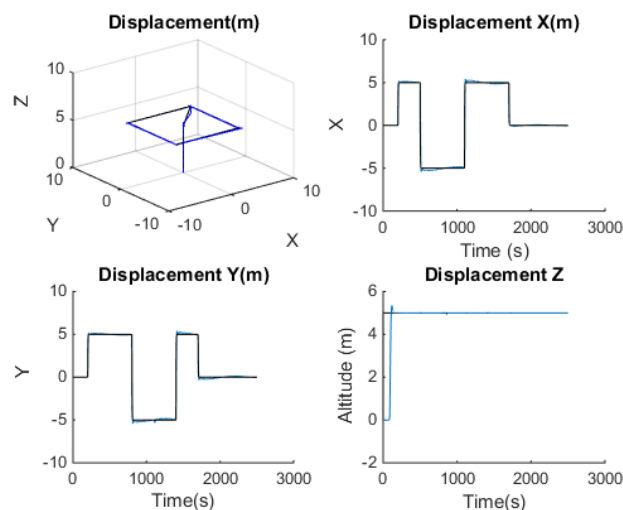 Displacement(m)
10
5
0
Z
10
0
-10
Y
-10
0
10
X
Displacement X(m)
10
5
0
-5
-10
X
0
1000
2000
3000
Time (s)
Displacement Y(m)
10
5
0
-5
-10
Y
0
1000
2000
3000
Time(s)
Displacement Z
6
4
2
0
-2
Altitude (m)
0
1000
2000
3000
Time(s)